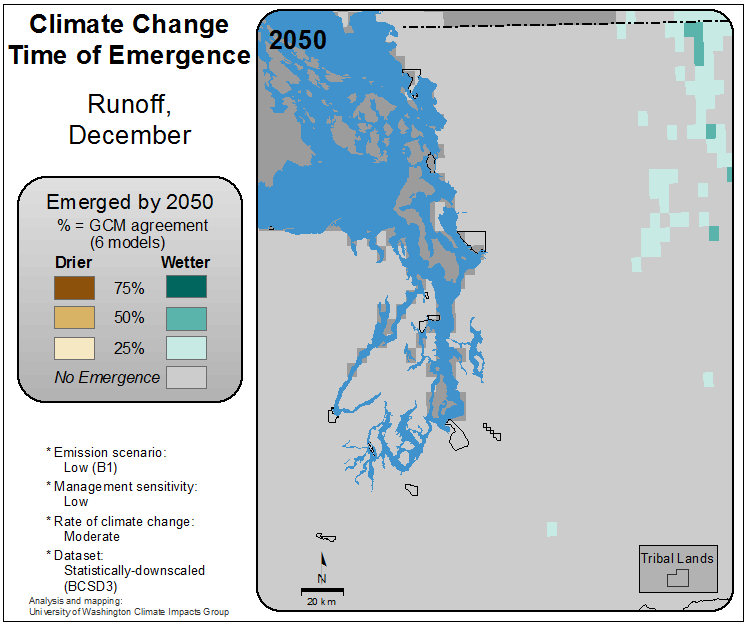 Climate Change
Time of Emergence
Runoff,
December
Emerged by 2050
% = GCM agreement
(6 models)
Drier Wetter
75%
50%
25%
No Emergence
* Emission scenario:
Low (B1)
* Management sensitivity:
Low
* Rate of climate change:
Moderate
* Dataset:
Statistically-downscaled
(BCSD3)
Analysis and mapping:
University of Washington Climate Impacts Group
2050
N
20 km
Tribal Lands